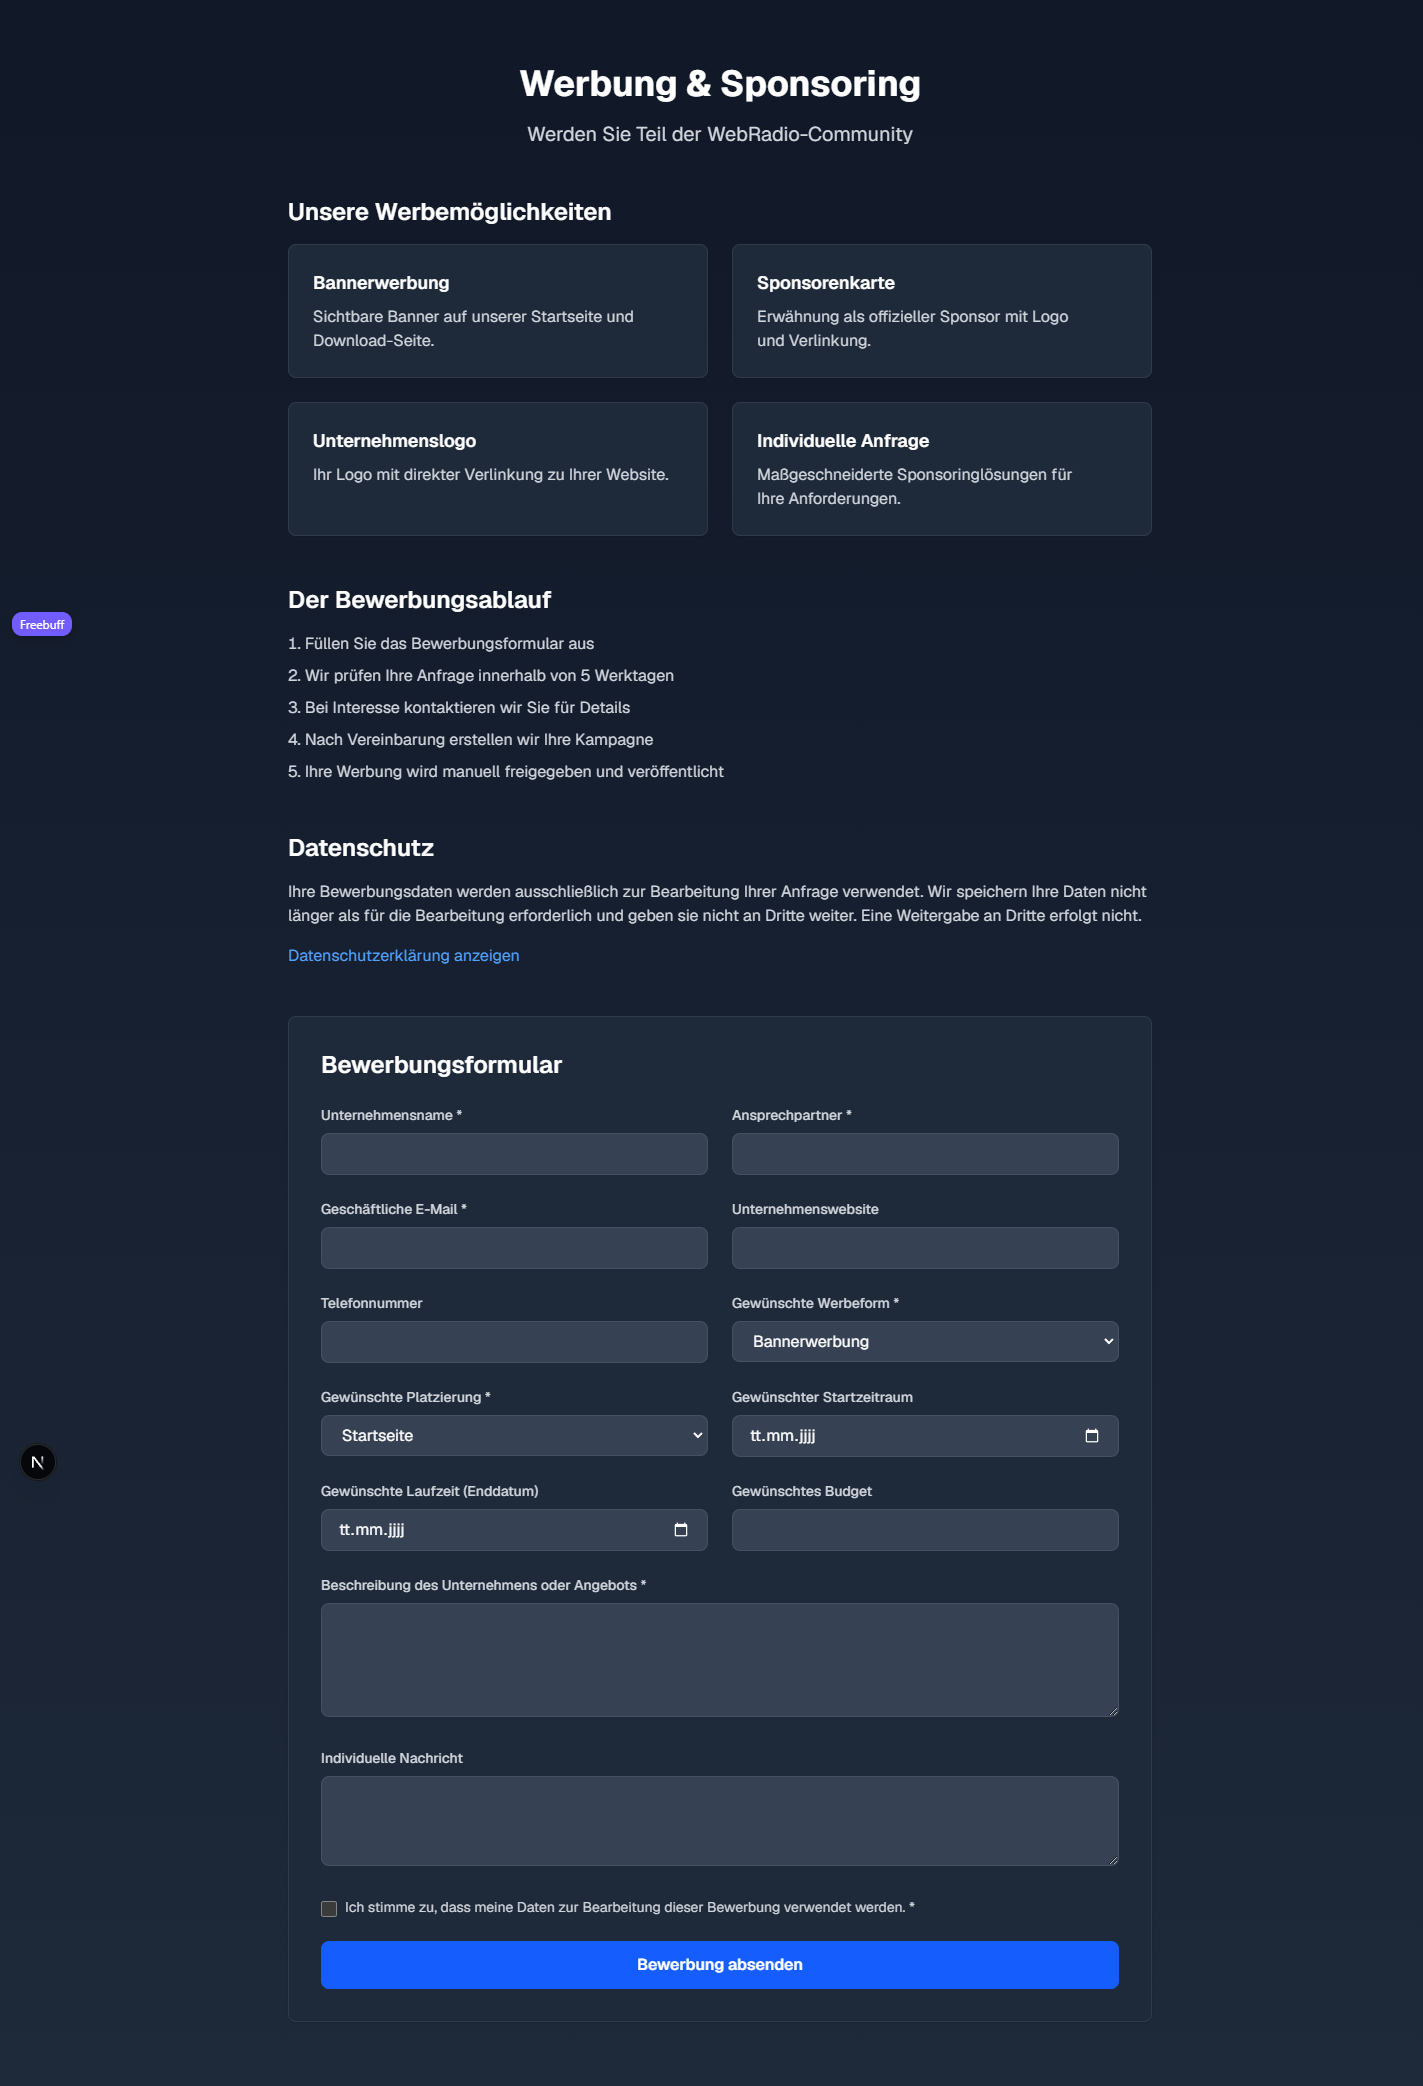 Werbung & Sponsoring
Werden Sie Teil der WebRadio-Community
Unsere Werbemöglichkeiten
Bannerwerbung
Sichtbare Banner auf unserer Startseite und
Download-Seite.
Sponsorenkarte
Erwähnung als offizieller Sponsor mit Logo
und Verlinkung.
Unternehmenslogo
Ihr Logo mit direkter Verlinkung zu Ihrer Website.
Individuelle Anfrage
Maßgeschneiderte Sponsoringlösungen für
Ihre Anforderungen.
Der Bewerbungsablauf
Freebuff
1. Füllen Sie das Bewerbungsformular aus
2. Wir prüfen Ihre Anfrage innerhalb von 5 Werktagen
3. Bei Interesse kontaktieren wir Sie für Details
4. Nach Vereinbarung erstellen wir Ihre Kampagne
5. Ihre Werbung wird manuell freigegeben und veröffentlicht
Datenschutz
Ihre Bewerbungsdaten werden ausschließlich zur Bearbeitung Ihrer Anfrage verwendet. Wir speichern Ihre Daten nicht
länger als für die Bearbeitung erforderlich und geben sie nicht an Dritte weiter. Eine Weitergabe an Dritte erfolgt nicht.
Datenschutzerklärung anzeigen
Bewerbungsformular
Unternehmensname *
Ansprechpartner *
Geschäftliche E-Mail *
Unternehmenswebsite
Telefonnummer
Gewünschte Werbeform *
Bannerwerbung
Gewünschte Platzierung *
Startseite
Gewünschter Startzeitraum
tt.mm.jjjj
N
Gewünschte Laufzeit (Enddatum)
tt.mm.jjjj
Gewünschtes Budget
Beschreibung des Unternehmens oder Angebots *
Individuelle Nachricht
Ich stimme zu, dass meine Daten zur Bearbeitung dieser Bewerbung verwendet werden. *
Bewerbung absenden